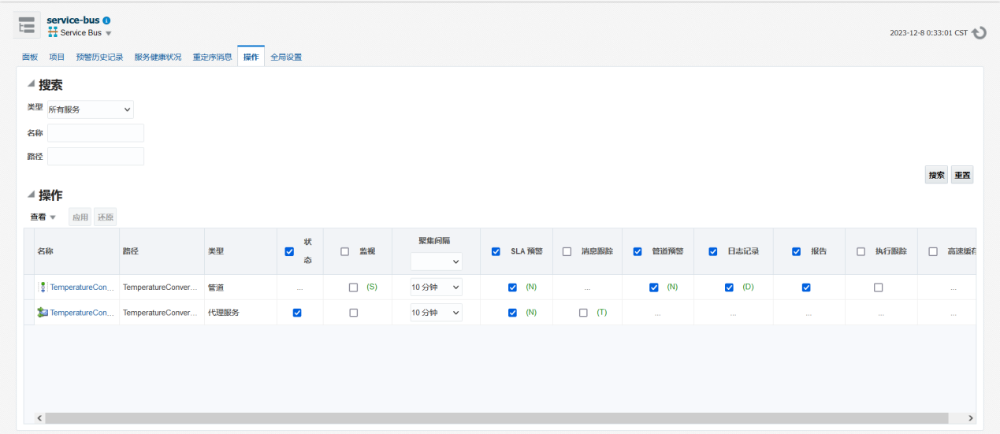 service-bus
Service Bus
2023-12-8 0:33:01 CST
面板 项目 预警历史记录 服务健康状况 重定序消息 操作 全局设置
搜索
类型 所有服务
名称
路径
搜索 重置
操作
查看 应用 还原
名称 路径 类型 状态 监视 聚集间隔 SLA 预警 消息跟踪 管道预警 日志记录 报告 执行跟踪 高速缓存
TemperatureCon... TemperatureConver... 管道 ... (S) 10 分钟 (N) ... (N) (D) ...
TemperatureCon... TemperatureConver... 代理服务 10 分钟 (N) (T) ... ... ... ... ...